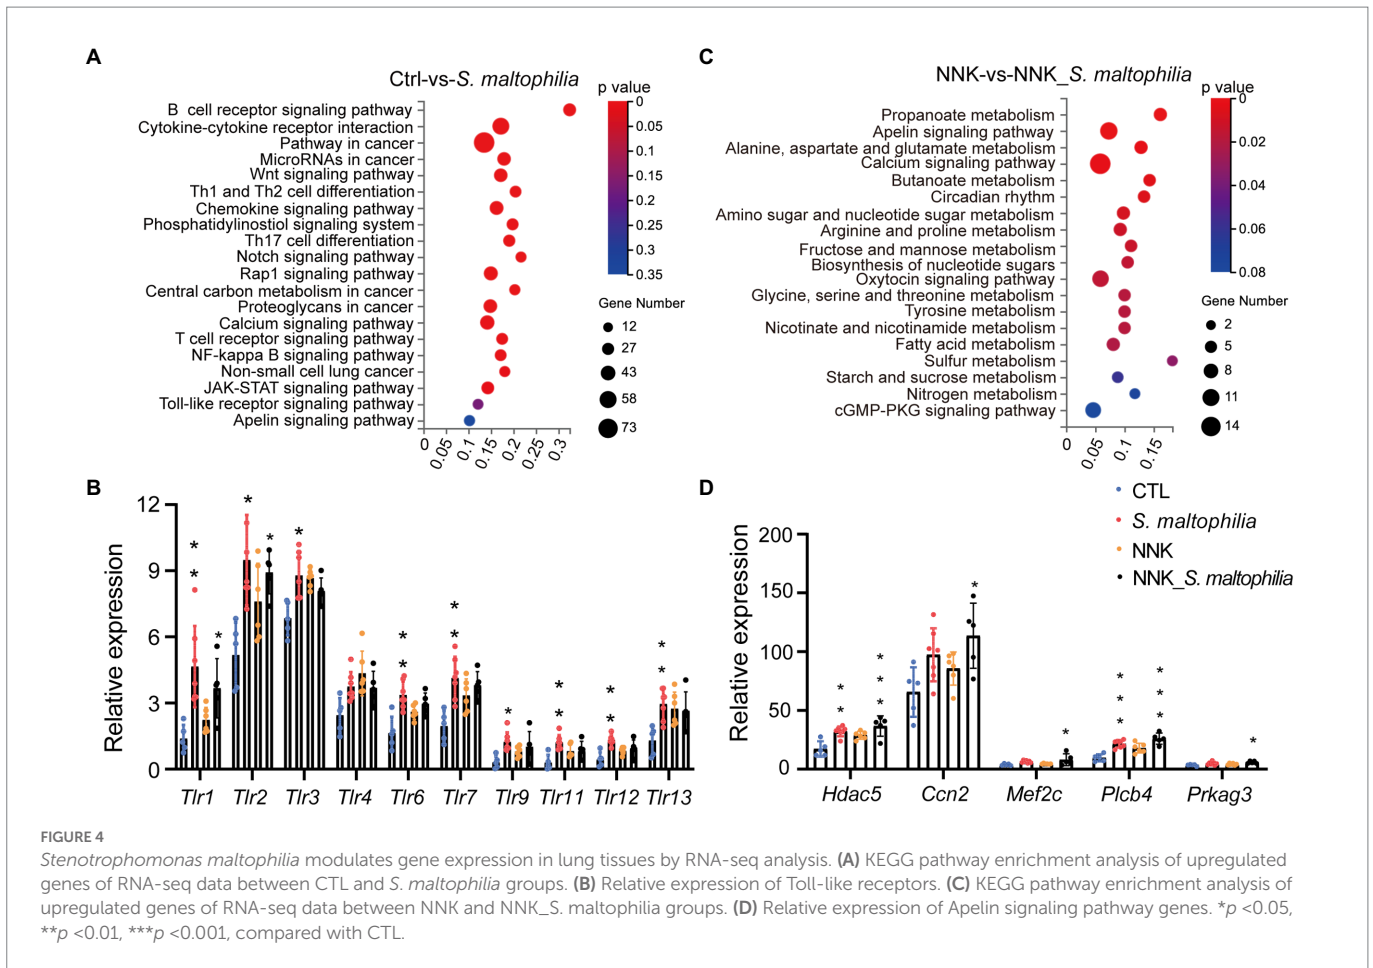 A
Ctrl-vs-S. maltophilia
B cell receptor signaling pathway
Cytokine-cytokine receptor interaction
Pathway in cancer
MicroRNAs in cancer
Wnt signaling pathway
Th1 and Th2 cell differentiation
Chemokine signaling pathway
Phosphatidylinostiol signaling system
Th17 cell differentiation
Notch signaling pathway
Rap1 signaling pathway
Central carbon metabolism in cancer
Proteoglycans in cancer
Calcium signaling pathway
T cell receptor signaling pathway
NF-kappa B signaling pathway
Non-small cell lung cancer
JAK-STAT signaling pathway
Toll-like receptor signaling pathway
Apelin signaling pathway
0 0.05 0.1 0.15 0.2 0.25 0.3
p value
0
0.05
0.1
0.15
0.2
0.25
0.3
0.35
Gene Number
12
27
43
58
73
C
NNK-vs-NNK_S. maltophilia
Propanoate metabolism
Apelin signaling pathway
Alanine, aspartate and glutamate metabolism
Calcium signaling pathway
Butanoate metabolism
Circadian rhythm
Amino sugar and nucleotide sugar metabolism
Arginine and proline metabolism
Fructose and mannose metabolism
Biosynthesis of nucleotide sugars
Oxytocin signaling pathway
Glycine, serine and threonine metabolism
Tyrosine metabolism
Nicotinate and nicotinamide metabolism
Fatty acid metabolism
Sulfur metabolism
Starch and sucrose metabolism
Nitrogen metabolism
cGMP-PKG signaling pathway
0 0.05 0.1 0.15
p value
0
0.02
0.04
0.06
0.08
Gene Number
2
5
8
11
14
B
Relative expression
12
9
6
3
0
* * * * * * * * * * * * * * * * * *
Tlr1 Tlr2 Tlr3 Tlr4 Tlr6 Tlr7 Tlr9 Tlr11 Tlr12 Tlr13
D
CTL
S. maltophilia
NNK
NNK_S. maltophilia
Relative expression
200
150
100
50
0
* * * * * * * * * * * * * *
Hdac5 Ccn2 Mef2c Plcb4 Prkag3
FIGURE 4
Stenotrophomonas maltophilia modulates gene expression in lung tissues by RNA-seq analysis. (A) KEGG pathway enrichment analysis of upregulated
genes of RNA-seq data between CTL and S. maltophilia groups. (B) Relative expression of Toll-like receptors. (C) KEGG pathway enrichment analysis of
upregulated genes of RNA-seq data between NNK and NNK_S. maltophilia groups. (D) Relative expression of Apelin signaling pathway genes. *p <0.05,
**p <0.01, ***p <0.001, compared with CTL.